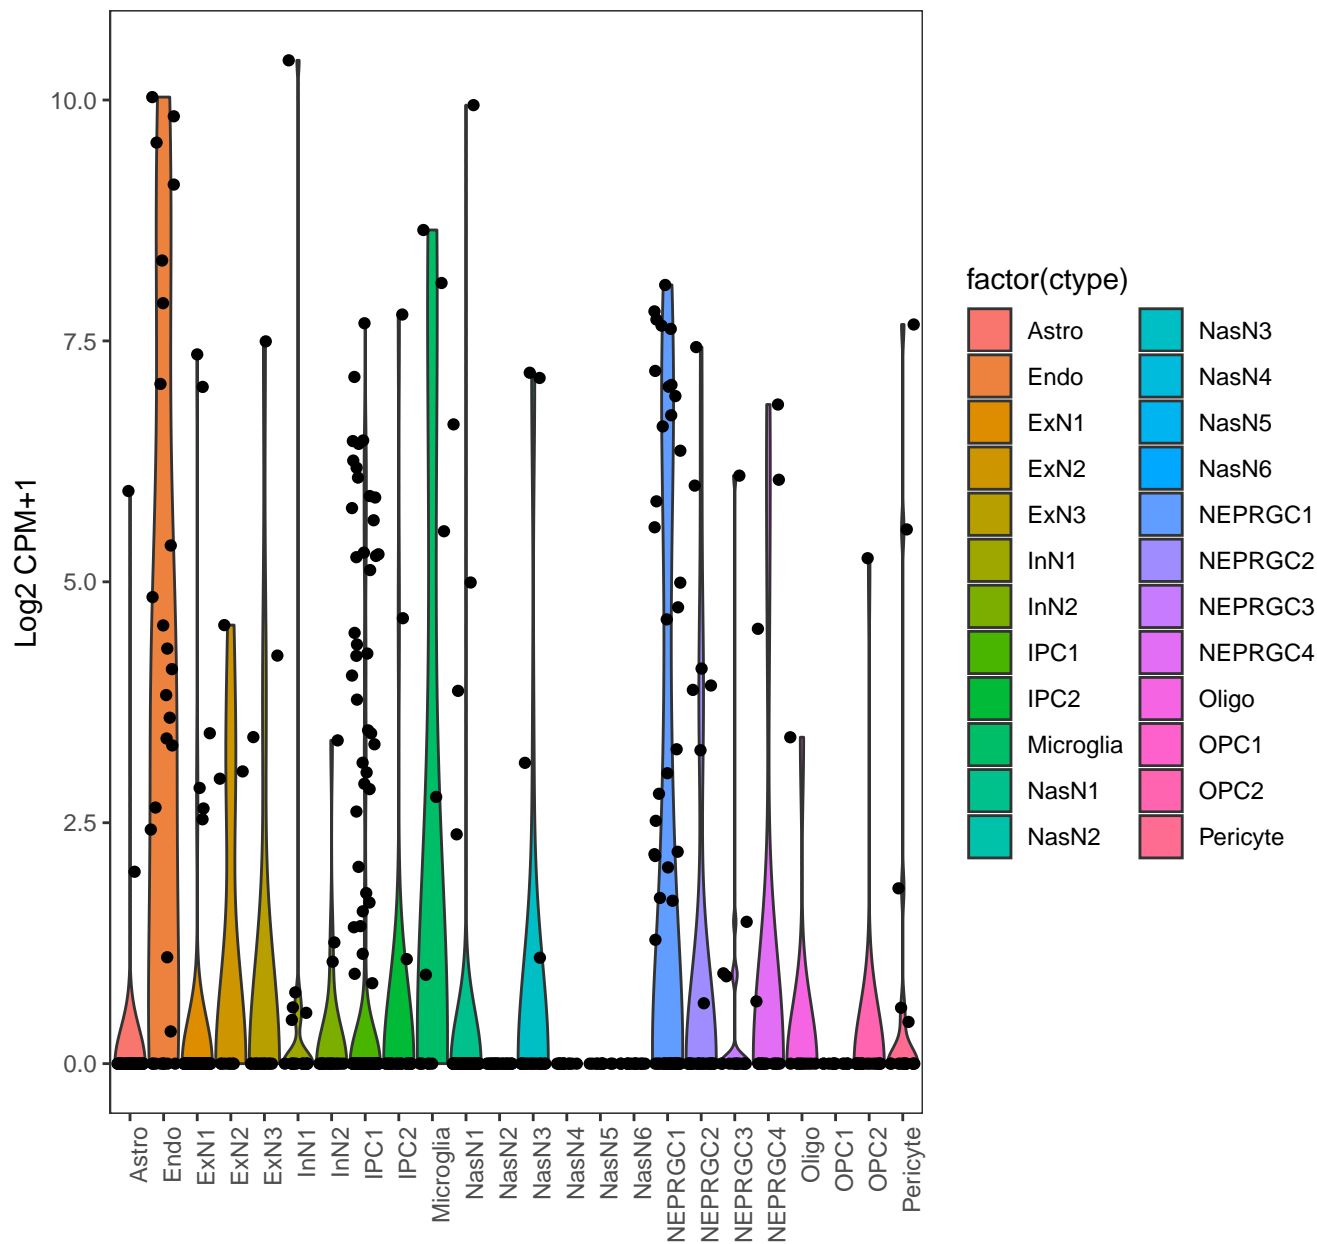 Log2 CPM+1
10.0
7.5
5.0
2.5
0.0
Astro
Endo
ExN1
ExN2
ExN3
InN1
InN2
IPC1
IPC2
Microglia
NasN1
NasN2
NasN3
NasN4
NasN5
NasN6
NEPRGC1
NEPRGC2
NEPRGC3
NEPRGC4
Oligo
OPC1
OPC2
Pericyte
factor(ctype)
Astro
Endo
ExN1
ExN2
ExN3
InN1
InN2
IPC1
IPC2
Microglia
NasN1
NasN2
NasN3
NasN4
NasN5
NasN6
NEPRGC1
NEPRGC2
NEPRGC3
NEPRGC4
Oligo
OPC1
OPC2
Pericyte